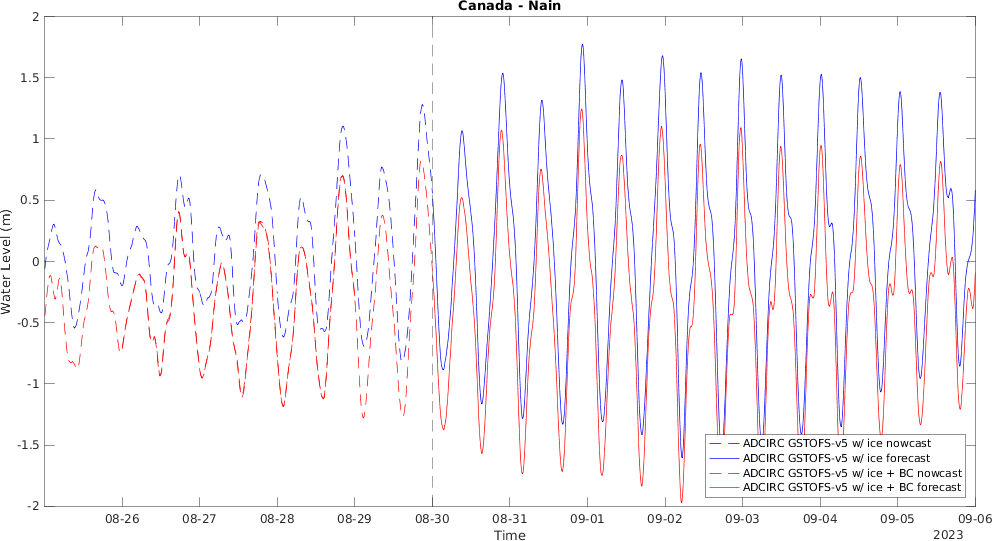 Canada - Nain
2
1.5
1
0.5
0
-0.5
-1
-1.5
-2
Water Level (m)
08-26 08-27 08-28 08-29 08-30 08-31 09-01 09-02 09-03 09-04 09-05 09-06
Time
2023
ADCIRC GSTOFS-v5 w/ ice nowcast
ADCIRC GSTOFS-v5 w/ ice forecast
ADCIRC GSTOFS-v5 w/ ice + BC nowcast
ADCIRC GSTOFS-v5 w/ ice + BC forecast